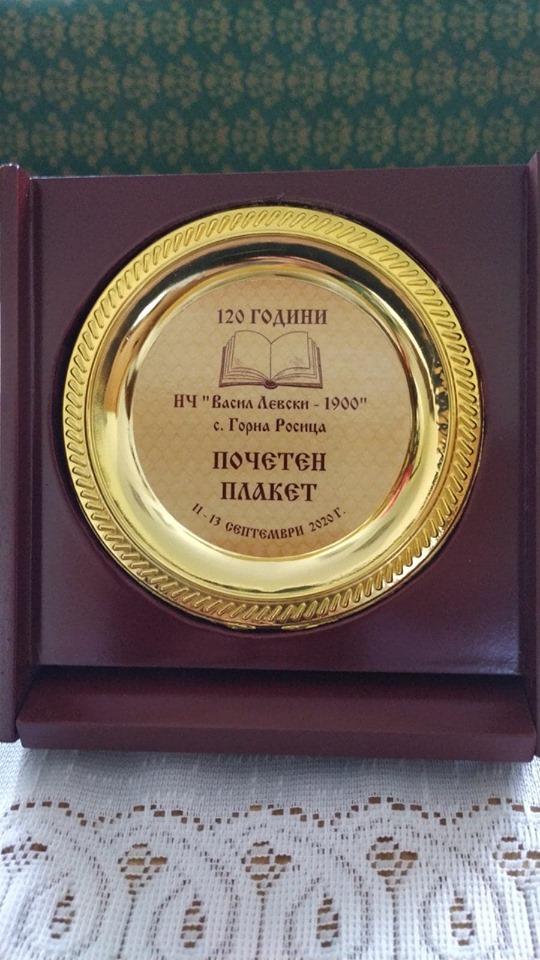 120 ГОДИНИ
НЧ "Васил Левски - 1900"
с. Горна Росица
ПОЧЕТЕН
ПЛАКЕТ
11 - 13 СЕПТЕМВРИ 2020 Г.